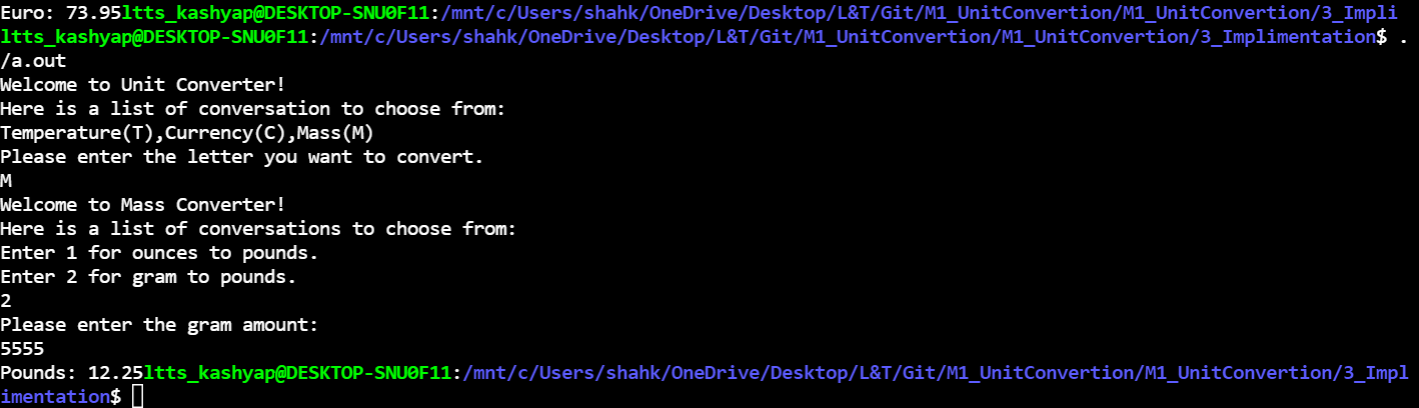 Euro: 73.95ltts_kashyap@DESKTOP-SNU0F11:/mnt/c/Users/shahk/OneDrive/Desktop/L&T/Git/M1_UnitConvertion/M1_UnitConvertion/3_Impli
ltts_kashyap@DESKTOP-SNU0F11:/mnt/c/Users/shahk/OneDrive/Desktop/L&T/Git/M1_UnitConvertion/M1_UnitConvertion/3_Implimentation$ .
/a.out
Welcome to Unit Converter!
Here is a list of conversation to choose from:
Temperature(T),Currency(C),Mass(M)
Please enter the letter you want to convert.
M
Welcome to Mass Converter!
Here is a list of conversations to choose from:
Enter 1 for ounces to pounds.
Enter 2 for gram to pounds.
2
Please enter the gram amount:
5555
Pounds: 12.25ltts_kashyap@DESKTOP-SNU0F11:/mnt/c/Users/shahk/OneDrive/Desktop/L&T/Git/M1_UnitConvertion/M1_UnitConvertion/3_Impl
imentation$